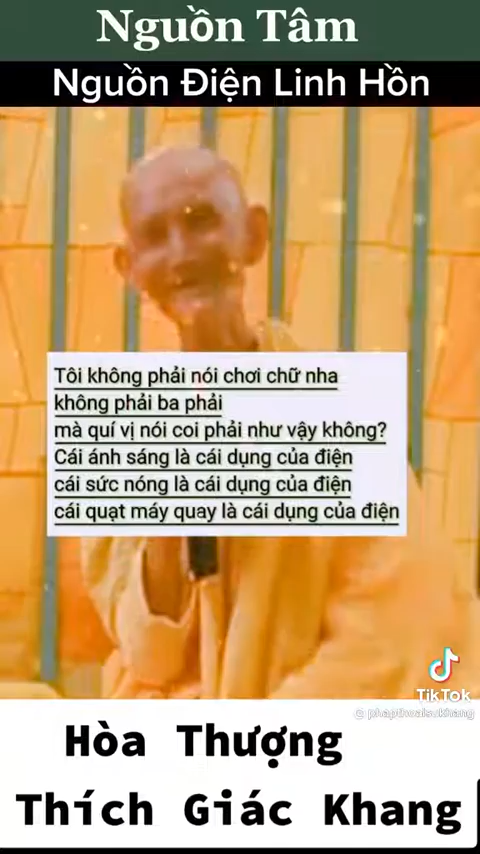 Nguồn Tâm
Nguồn Điện Linh Hồn
Tôi không phải nói chơi chữ nha
không phải ba phải
mà quí vị nói coi phải như vậy không?
Cái ánh sáng là cái dụng của điện
cái sức nóng là cái dụng của điện
cái quạt máy quay là cái dụng của điện
TikTok
Hòa Thượng
Thích Giác Khang